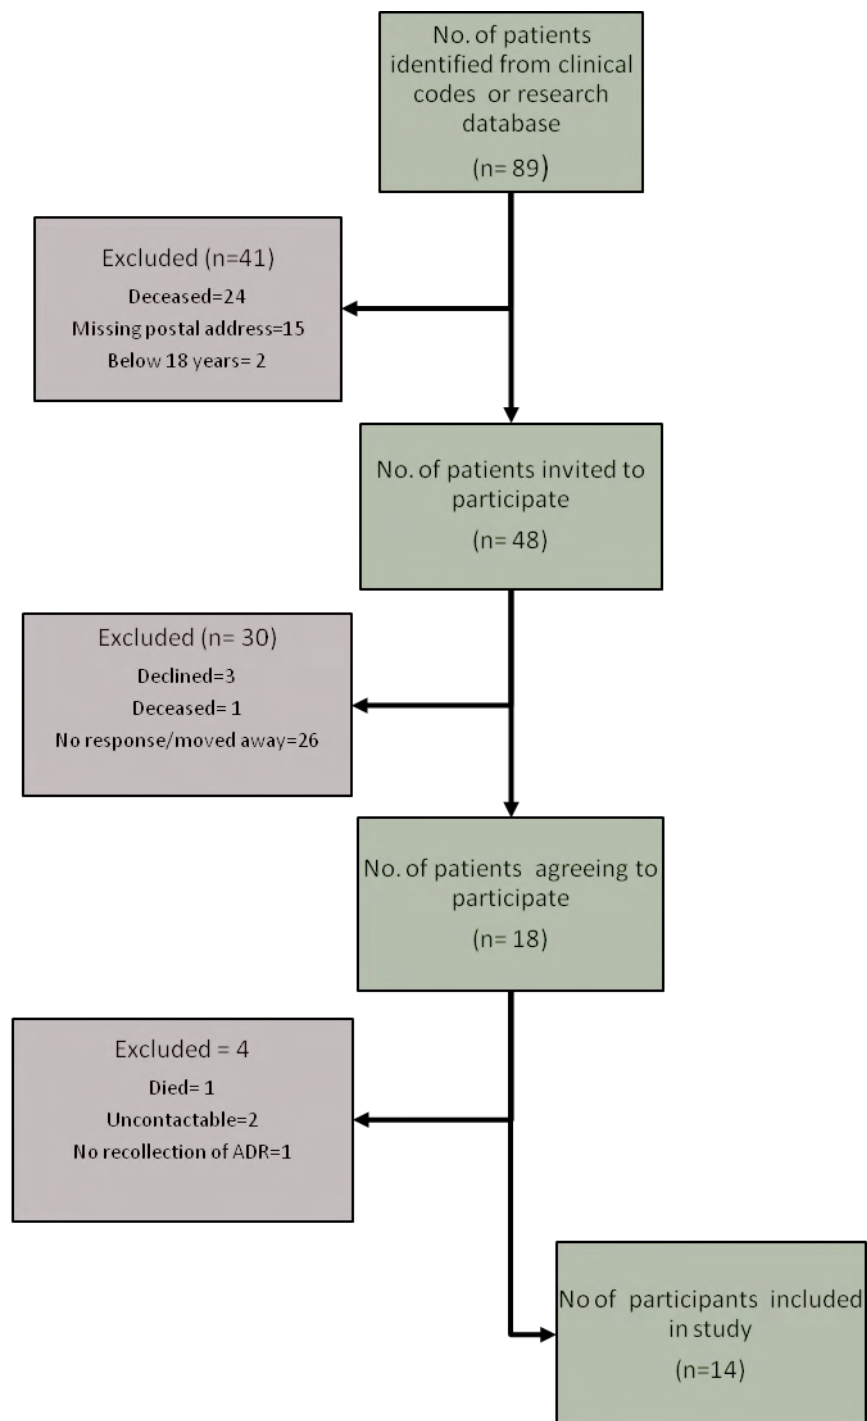 No. of patients
identified from clinical
codes or research
database
(n= 89)
Excluded (n=41)
Deceased=24
Missing postal address=15
Below 18 years= 2
No. of patients invited to
participate
(n= 48)
Excluded (n= 30)
Declined=3
Deceased= 1
No response/moved away=26
No. of patients agreeing to
participate
(n= 18)
Excluded = 4
Died= 1
Uncontactable=2
No recollection of ADR=1
No of participants included
in study
(n=14)